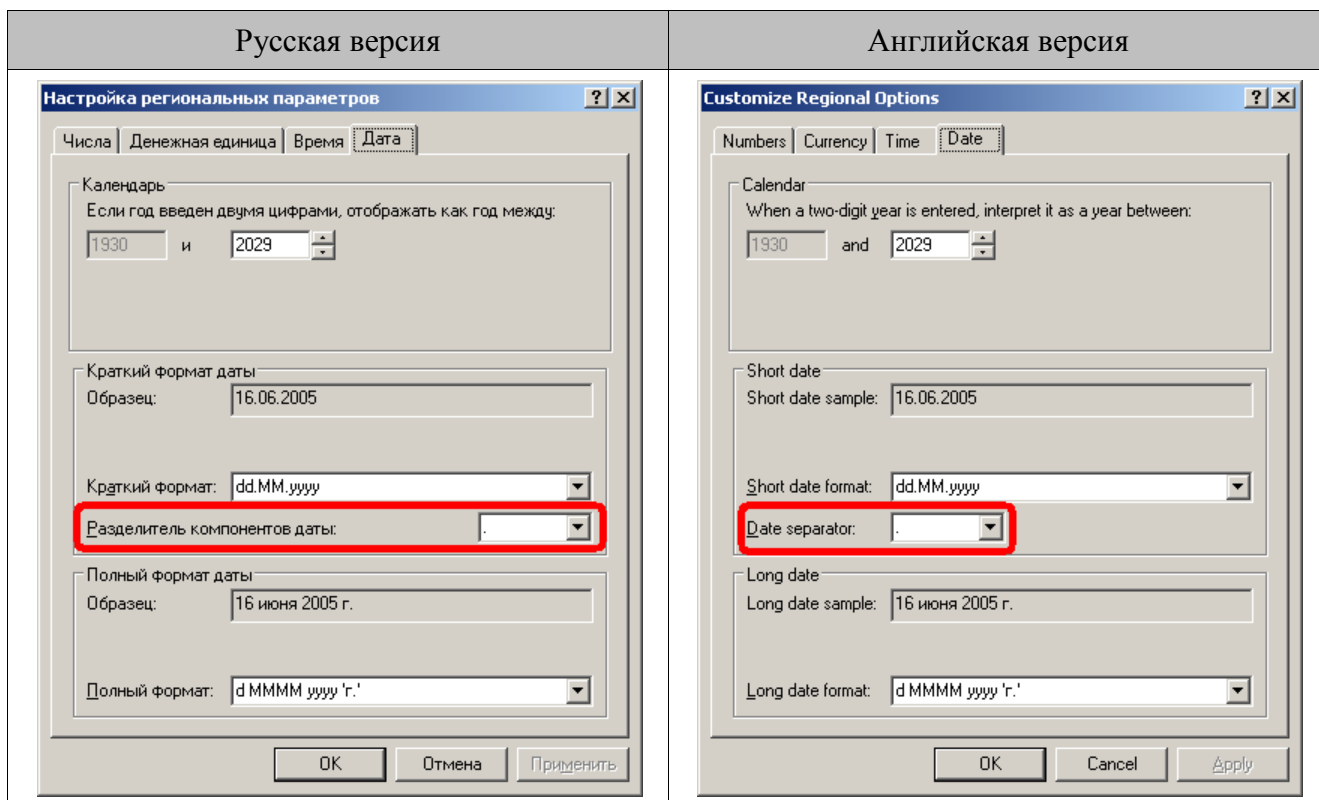 Русская версия
Английская версия
Настройка региональных параметров
Числа Денежная единица Время Дата
Календарь
Если год введен двумя цифрами, отображать как год между:
1930 и 2029
Краткий формат даты
Образец: 16.06.2005
Краткий формат: dd.MM.yyyy
Разделитель компонентов даты: .
Полный формат даты
Образец: 16 июня 2005 г.
Полный формат: d MMMM yyyy 'г.'
OK Отмена Применить
Customize Regional Options
Numbers Currency Time Date
Calendar
When a two-digit year is entered, interpret it as a year between:
1930 and 2029
Short date
Short date sample: 16.06.2005
Short date format: dd.MM.yyyy
Date separator: .
Long date
Long date sample: 16 июня 2005 г.
Long date format: d MMMM yyyy 'г.'
OK Cancel Apply